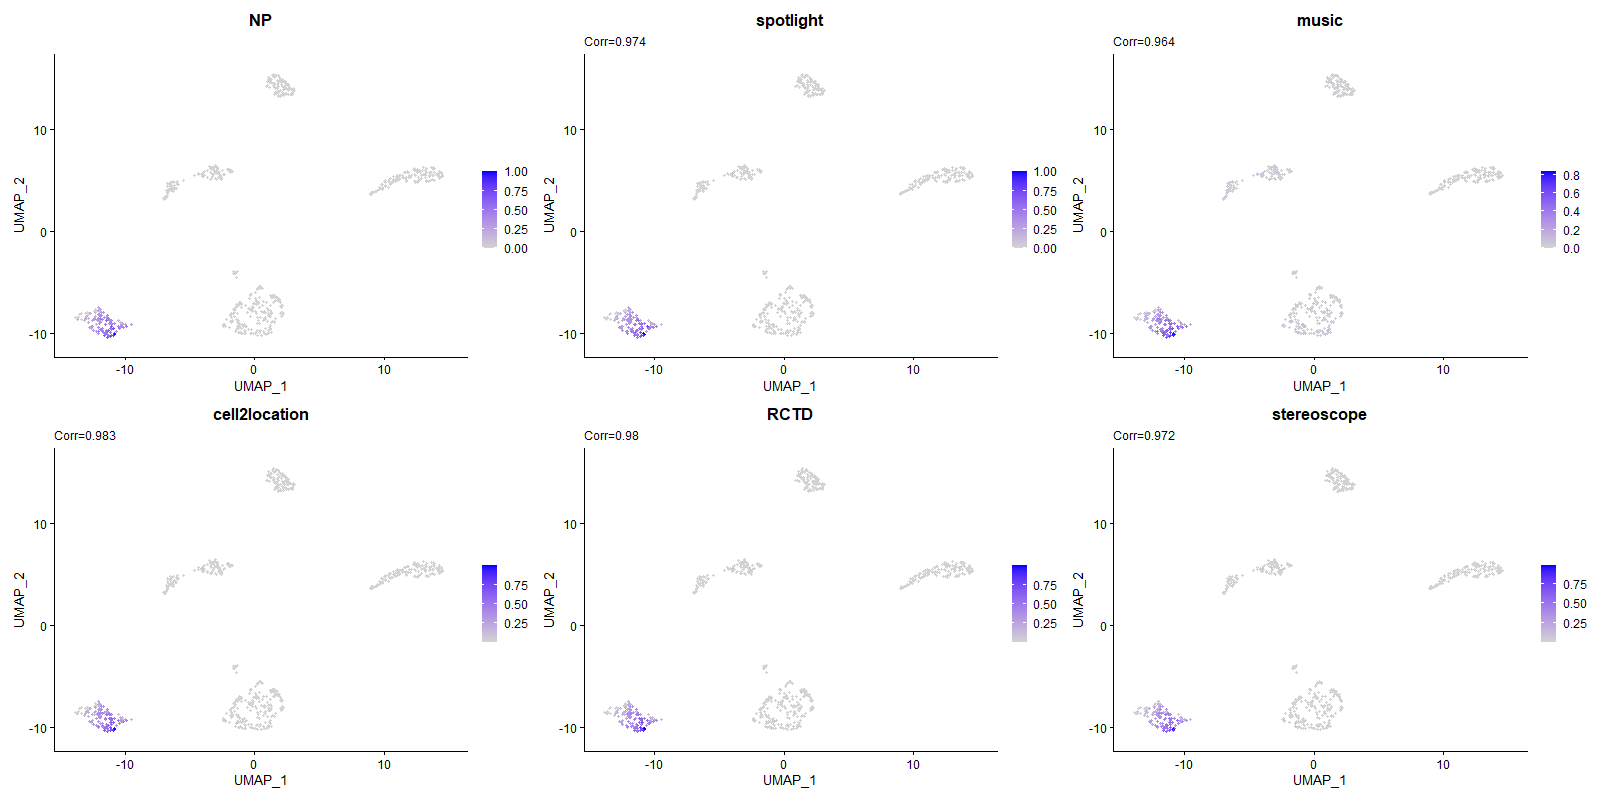 NP
UMAP_2
10
0
-10
-10
0
10
UMAP_1
1.00
0.75
0.50
0.25
0.00
spotlight
Corr=0.974
UMAP_2
10
0
-10
-10
0
10
UMAP_1
1.00
0.75
0.50
0.25
0.00
music
Corr=0.964
UMAP_2
10
0
-10
-10
0
10
UMAP_1
0.8
0.6
0.4
0.2
0.0
cell2location
Corr=0.983
UMAP_2
10
0
-10
-10
0
10
UMAP_1
0.75
0.50
0.25
RCTD
Corr=0.98
UMAP_2
10
0
-10
-10
0
10
UMAP_1
0.75
0.50
0.25
stereoscope
Corr=0.972
UMAP_2
10
0
-10
-10
0
10
UMAP_1
0.75
0.50
0.25